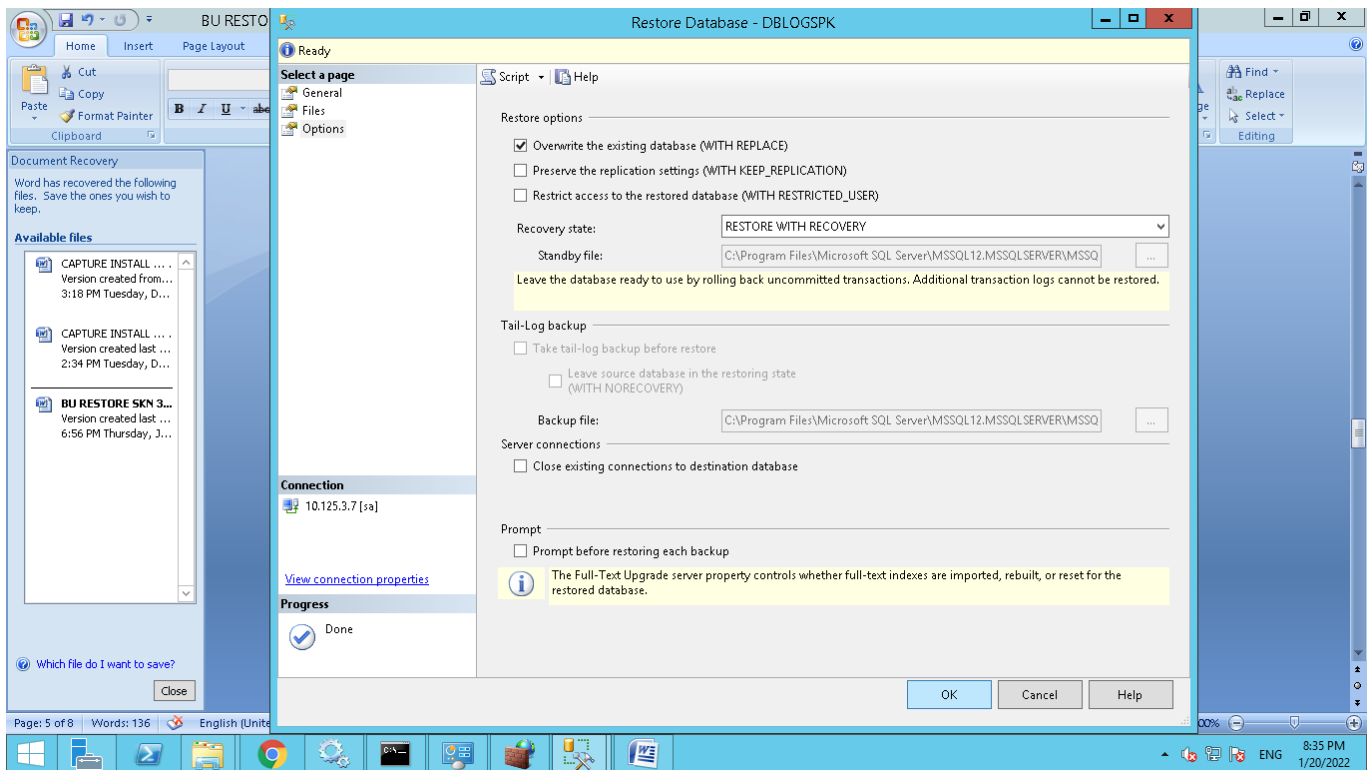 BU RESTO
Restore Database - DBLOGSPK
Home Insert Page Layout
Cut
Copy
Format Painter
Paste
Clipboard
B I U abc
Find
Replace
Select
Editing
Document Recovery
Word has recovered the following
files. Save the ones you wish to
keep.
Available files
CAPTURE INSTALL ... .
Version created from...
3:18 PM Tuesday, D...
CAPTURE INSTALL ... .
Version created last ...
2:34 PM Tuesday, D...
BU RESTORE SKN 3...
Version created last ...
6:56 PM Thursday, J...
Which file do I want to save?
Close
Ready
Select a page
General
Files
Options
Connection
10.125.3.7 [sa]
View connection properties
Progress
Done
Script Help
Restore options
Overwrite the existing database (WITH REPLACE)
Preserve the replication settings (WITH KEEP_REPLICATION)
Restrict access to the restored database (WITH RESTRICTED_USER)
Recovery state: RESTORE WITH RECOVERY
Standby file: C:\Program Files\Microsoft SQL Server\MSSQL12.MSSQLSERVER\MSSQ ...
Leave the database ready to use by rolling back uncommitted transactions. Additional transaction logs cannot be restored.
Tail-Log backup
Take tail-log backup before restore
Leave source database in the restoring state
(WITH NORECOVERY)
Backup file: C:\Program Files\Microsoft SQL Server\MSSQL12.MSSQLSERVER\MSSQ ...
Server connections
Close existing connections to destination database
Prompt
Prompt before restoring each backup
The Full-Text Upgrade server property controls whether full-text indexes are imported, rebuilt, or reset for the
restored database.
OK Cancel Help
Page: 5 of 8 Words: 136 English (Unite
00%
ENG
8:35 PM
1/20/2022